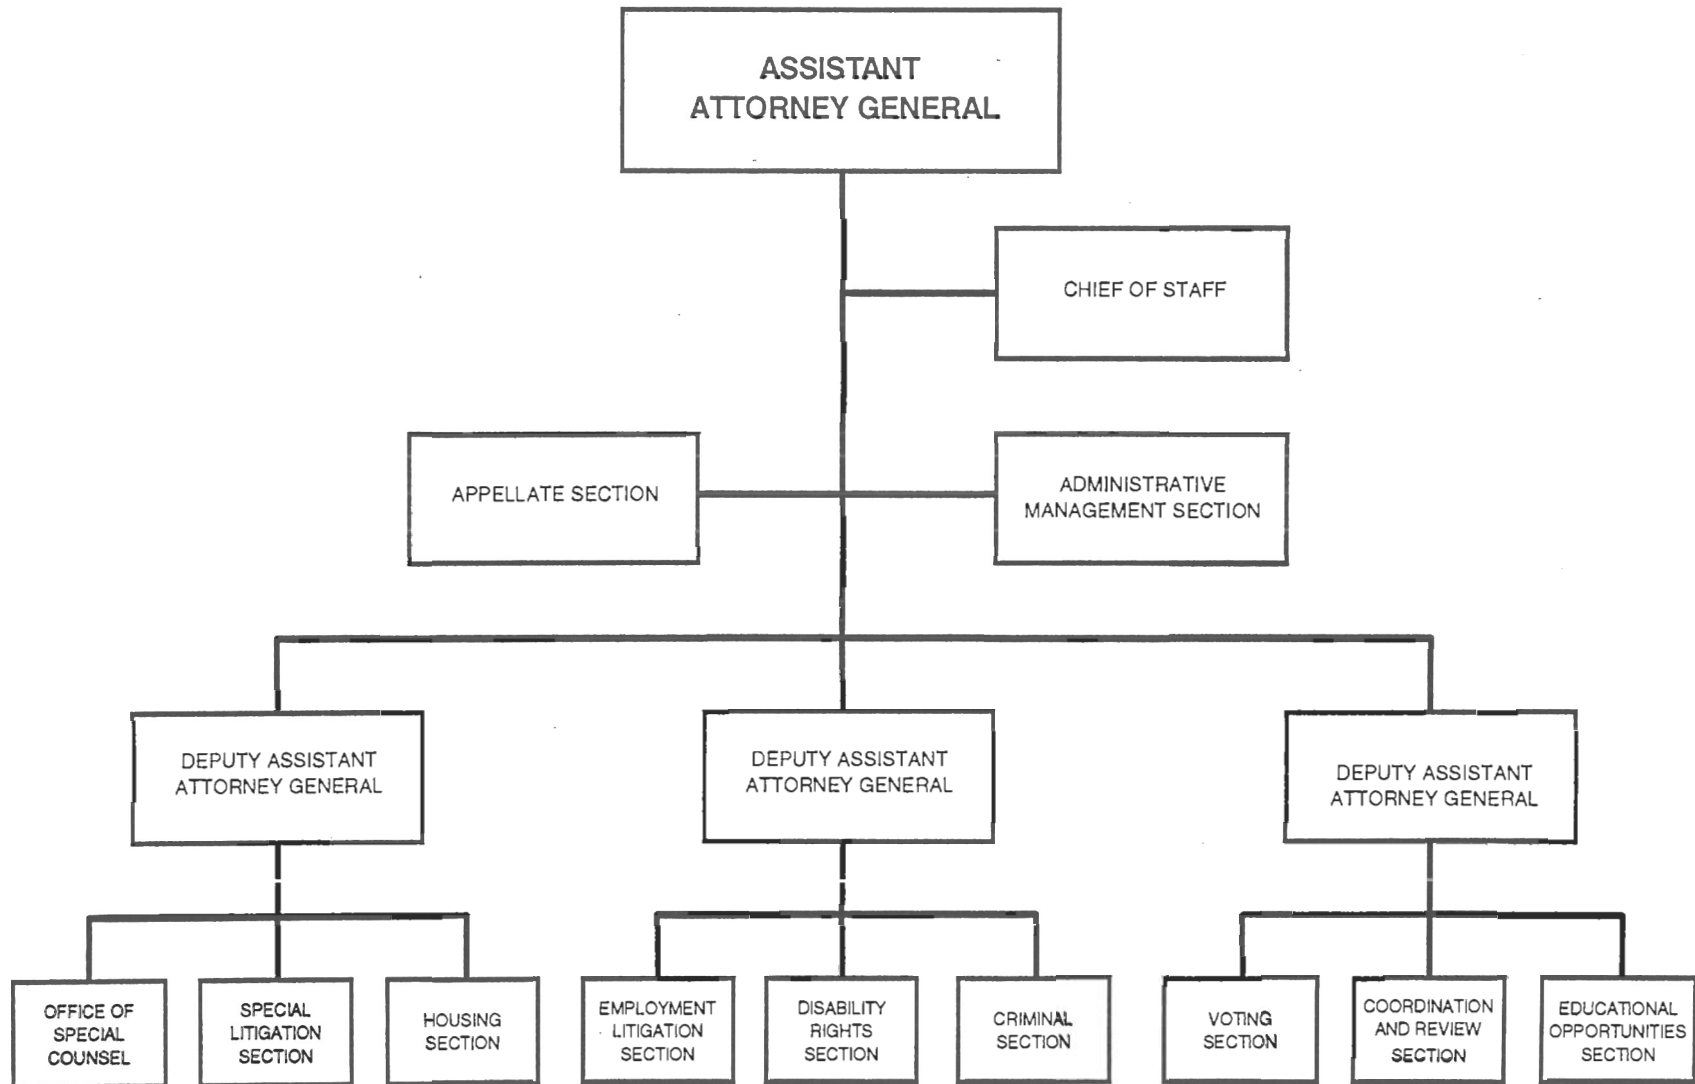 ASSISTANT
ATTORNEY GENERAL
CHIEF OF STAFF
APPELLATE SECTION
ADMINISTRATIVE
MANAGEMENT SECTION
DEPUTY ASSISTANT
ATTORNEY GENERAL
DEPUTY ASSISTANT
ATTORNEY GENERAL
DEPUTY ASSISTANT
ATTORNEY GENERAL
OFFICE OF
SPECIAL
COUNSEL
SPECIAL
LITIGATION
SECTION
HOUSING
SECTION
EMPLOYMENT
LITIGATION
SECTION
DISABILITY
RIGHTS
SECTION
CRIMINAL
SECTION
VOTING
SECTION
COORDINATION
AND REVIEW
SECTION
EDUCATIONAL
OPPORTUNITIES
SECTION